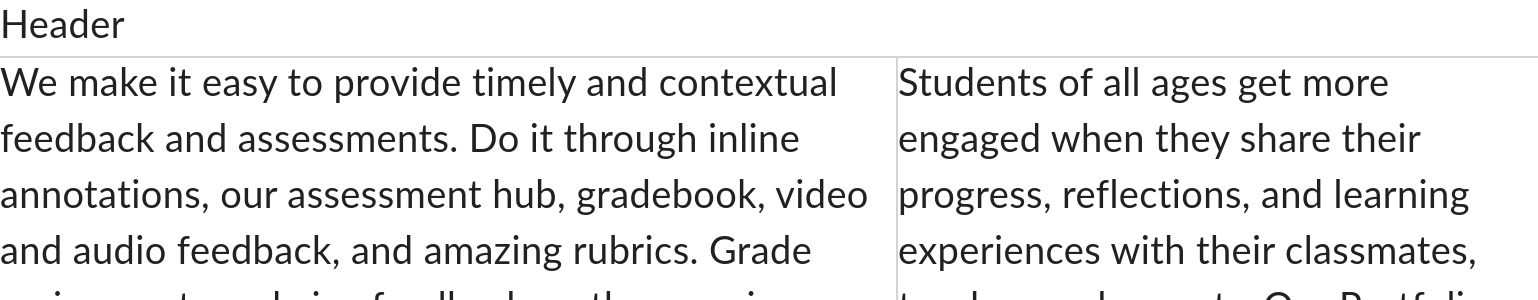 Header
We make it easy to provide timely and contextual
feedback and assessments. Do it through inline
annotations, our assessment hub, gradebook, video
and audio feedback, and amazing rubrics. Grade
Students of all ages get more
engaged when they share their
progress, reflections, and learning
experiences with their classmates,